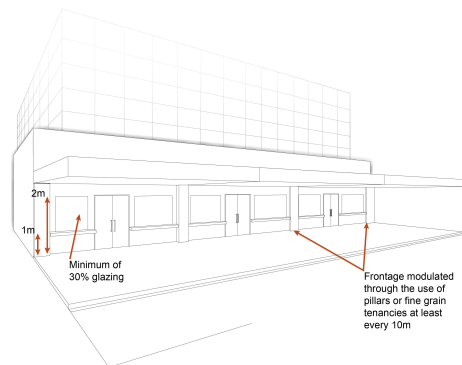 2m
1m
Minimum of
30% glazing
Frontage modulated
through the use of
pillars or fine grain
tenancies at least
every 10m